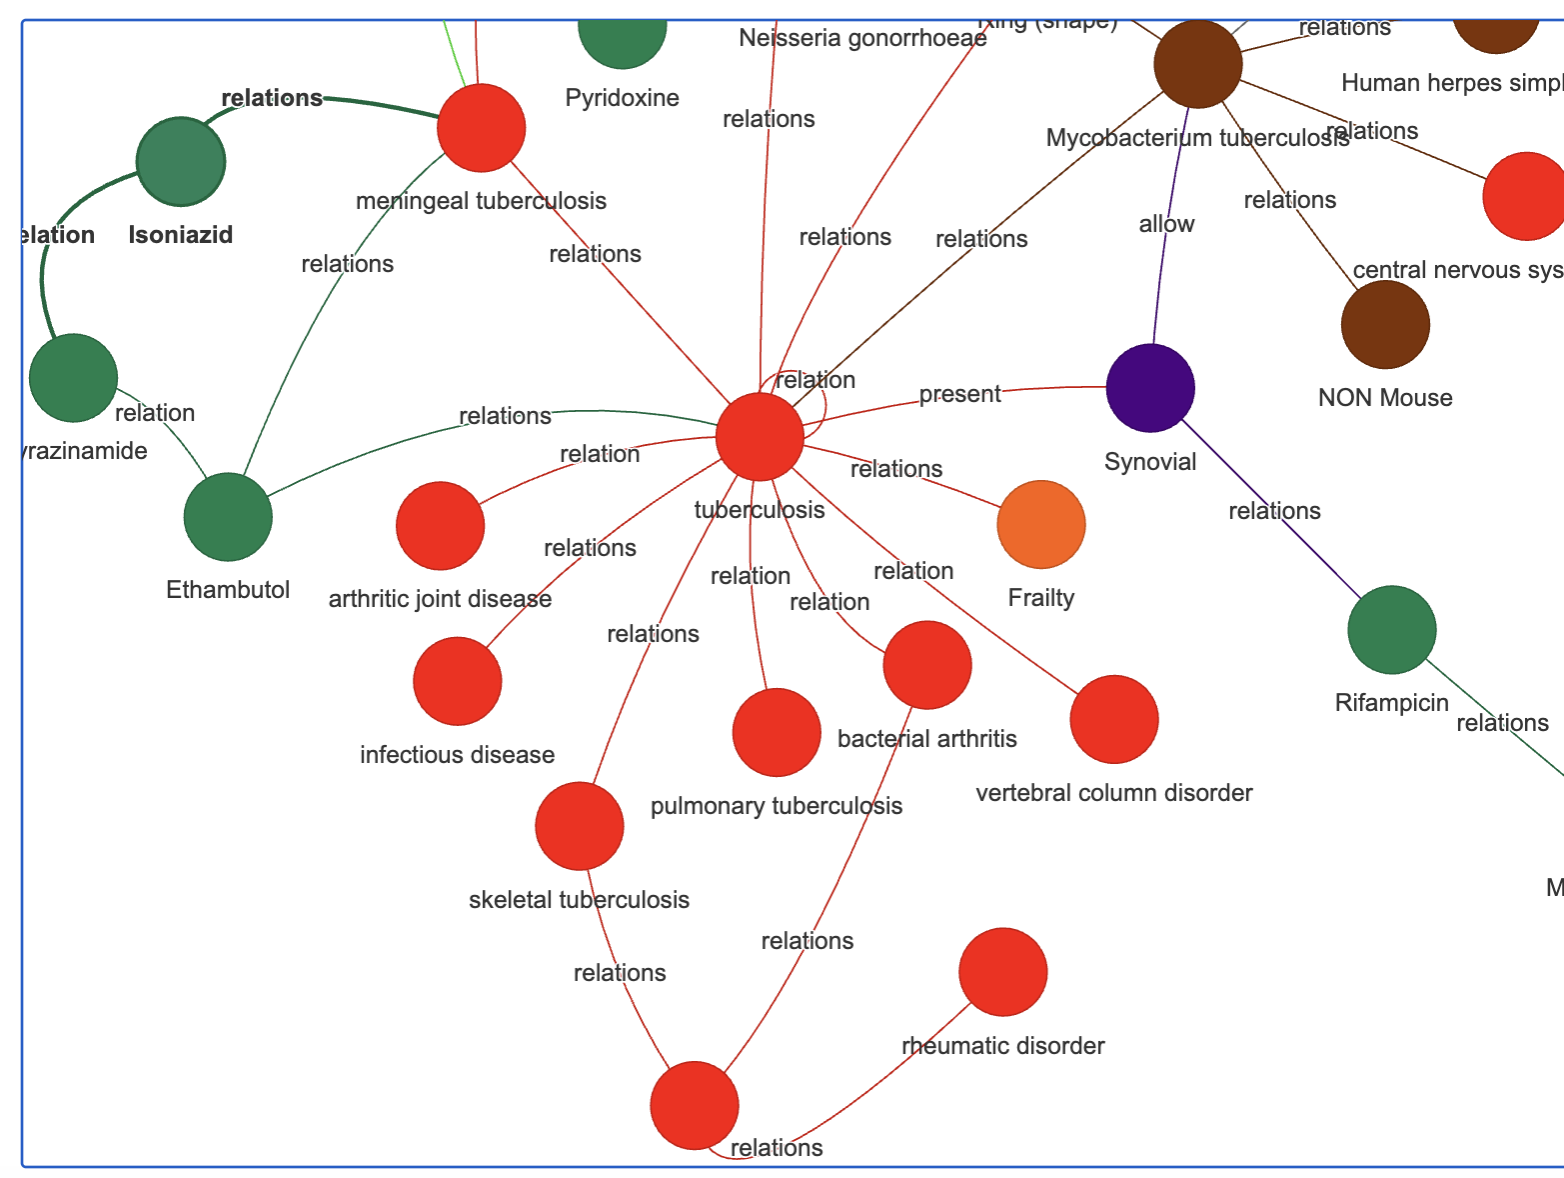 Ring (shape)
relations
Neisseria gonorrhoeae
Human herpes simpl
Pyridoxine
relations
relations
relations
Mycobacterium tuberculosis
meningeal tuberculosis
relations
allow
elation
Isoniazid
relations
relations
relations
relations
central nervous sys
relation
present
NON Mouse
relation
relations
yrazinamide
relation
relations
Synovial
tuberculosis
relations
relations
relation
relation
Ethambutol
arthritic joint disease
relation
Frailty
relations
Rifampicin
relations
infectious disease
bacterial arthritis
pulmonary tuberculosis
vertebral column disorder
M
skeletal tuberculosis
relations
relations
rheumatic disorder
relations